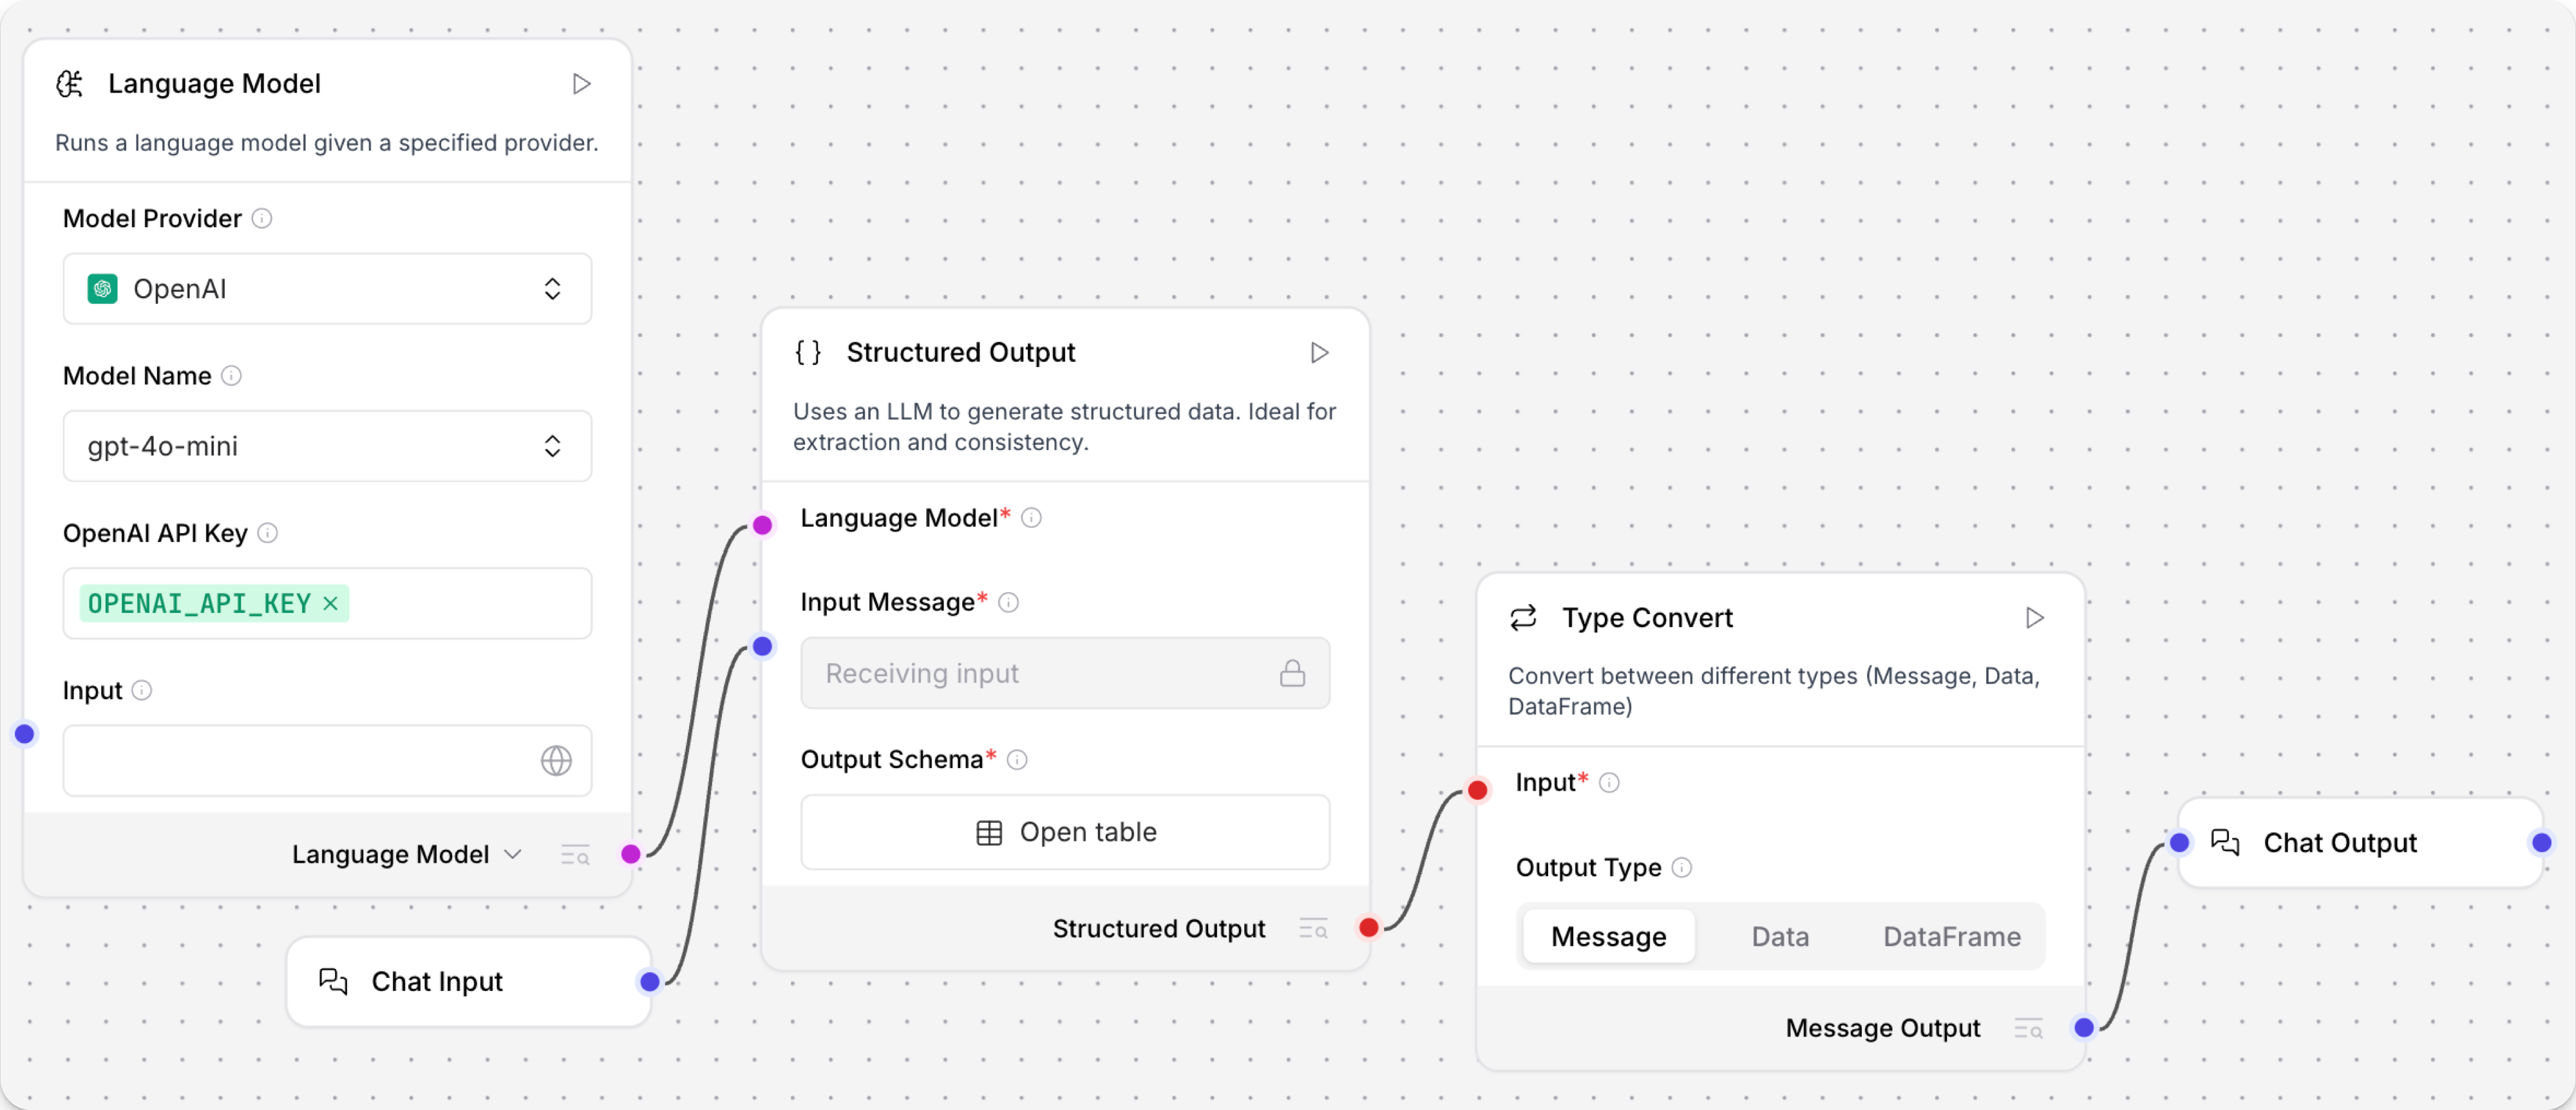 Language Model
Runs a language model given a specified provider.
Model Provider
OpenAI
Model Name
gpt-4o-mini
OpenAI API Key
OPENAI_API_KEY
Input
Language Model
Chat Input
Structured Output
Uses an LLM to generate structured data. Ideal for
extraction and consistency.
Language Model*
Input Message*
Receiving input
Output Schema*
Open table
Structured Output
Type Convert
Convert between different types (Message, Data,
DataFrame)
Input*
Output Type
Message Data DataFrame
Message Output
Chat Output